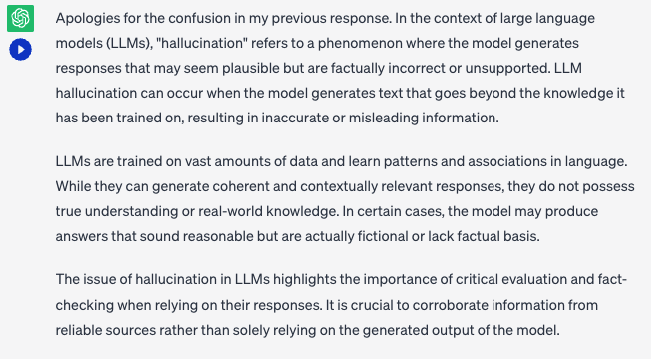 Apologies for the confusion in my previous response. In the context of large language
models (LLMs), "hallucination" refers to a phenomenon where the model generates
responses that may seem plausible but are factually incorrect or unsupported. LLM
hallucination can occur when the model generates text that goes beyond the knowledge it
has been trained on, resulting in inaccurate or misleading information.
LLMs are trained on vast amounts of data and learn patterns and associations in language.
While they can generate coherent and contextually relevant responses, they do not possess
true understanding or real-world knowledge. In certain cases, the model may produce
answers that sound reasonable but are actually fictional or lack factual basis.
The issue of hallucination in LLMs highlights the importance of critical evaluation and fact-
checking when relying on their responses. It is crucial to corroborate information from
reliable sources rather than solely relying on the generated output of the model.